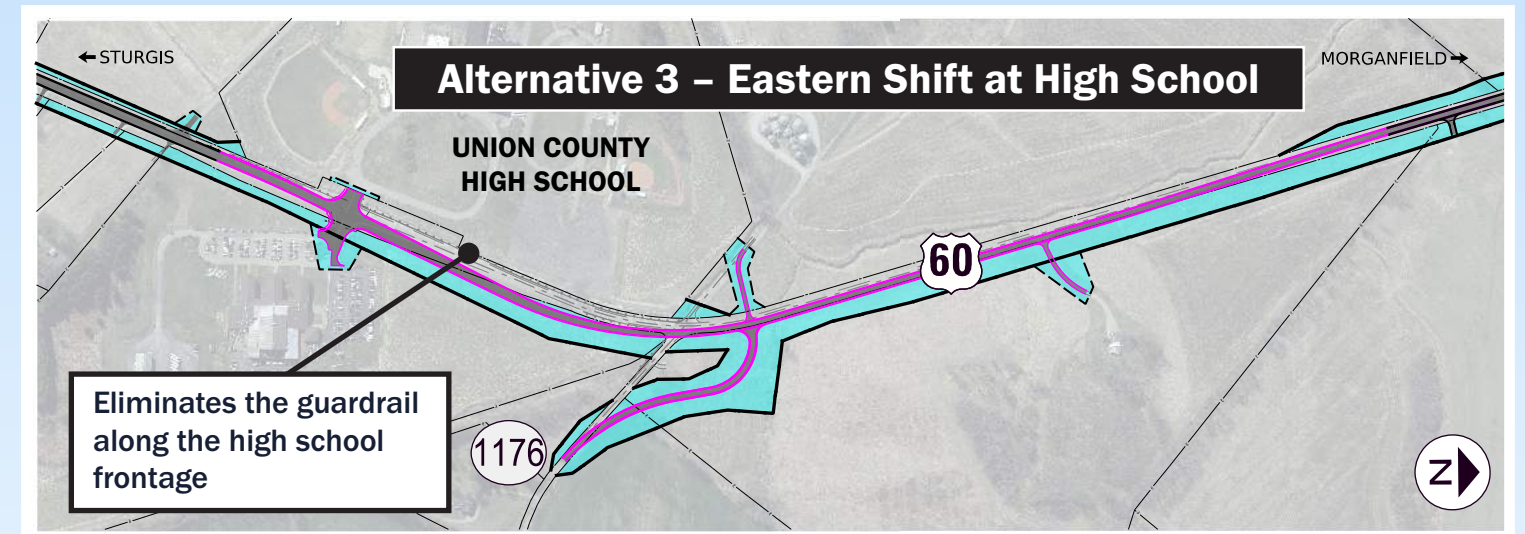 ← STURGIS
Alternative 3 – Eastern Shift at High School
MORGANFIELD →
UNION COUNTY
HIGH SCHOOL
60
Eliminates the guardrail
along the high school
frontage
1176
Z